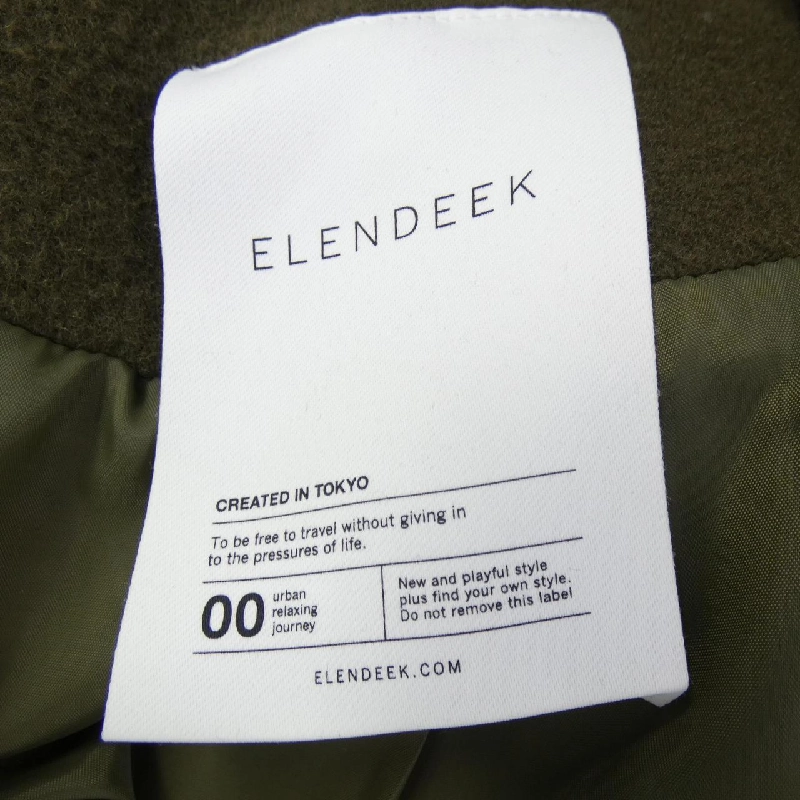 ELENDEEK
CREATED IN TOKYO
To be free to travel without giving in
to the pressures of life.
00
urban
relaxing
journey
New and playful style
plus find your own style.
Do not remove this label
ELENDEEK.COM